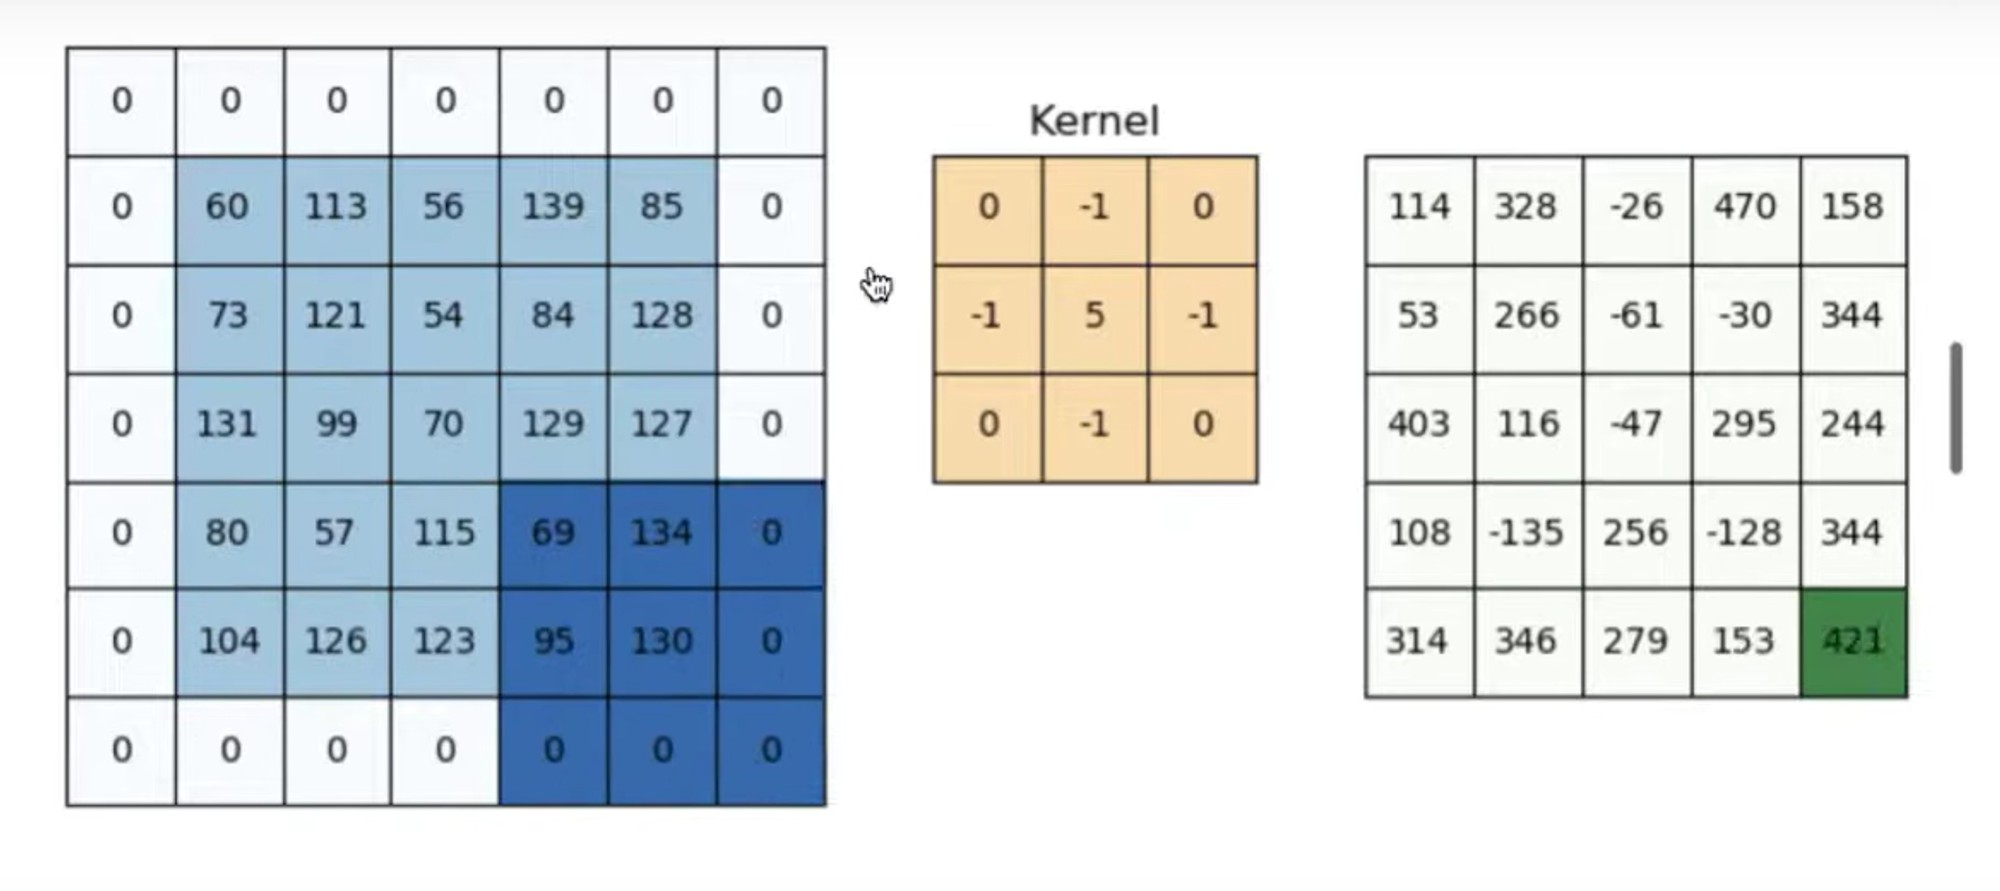 0 0 0 0 0 0 0
0 60 113 56 139 85 0
0 73 121 54 84 128 0
0 131 99 70 129 127 0
0 80 57 115 69 134 0
0 104 126 123 95 130 0
0 0 0 0 0 0 0
Kernel
0 -1 0
-1 5 -1
0 -1 0
114 328 -26 470 158
53 266 -61 -30 344
403 116 -47 295 244
108 -135 256 -128 344
314 346 279 153 421